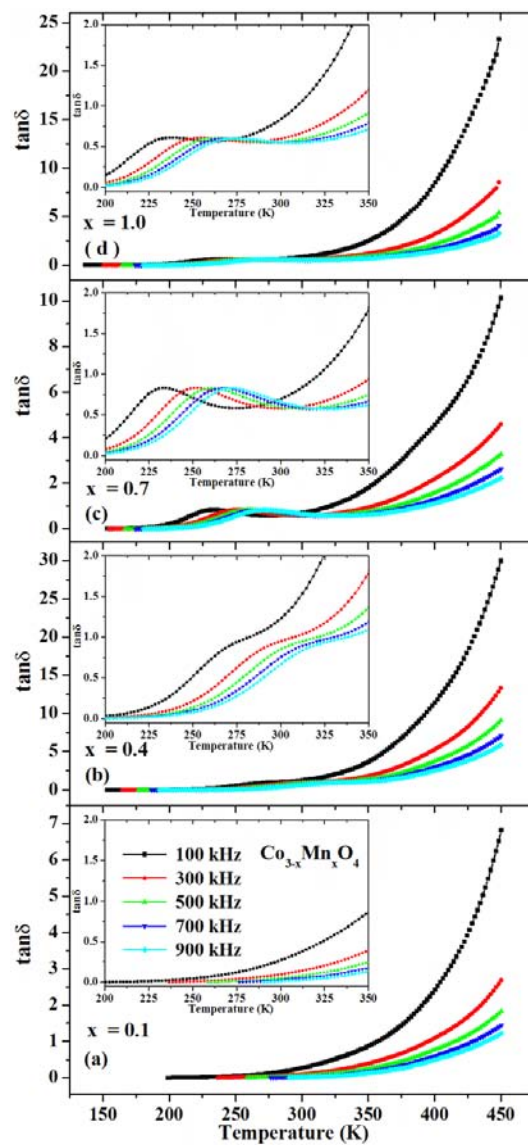 25
20
15
10
5
0
tanδ
2.0
1.5
1.0
0.5
0.0
tanδ
200 225 250 275 300 325 350
Temperature (K)
x = 1.0
( d )
10
8
6
4
2
0
tanδ
2.0
1.5
1.0
0.5
0.0
tanδ
200 225 250 275 300 325 350
Temperature (K)
x = 0.7
(c)
30
25
20
15
10
5
0
tanδ
2.0
1.5
1.0
0.5
0.0
tanδ
200 225 250 275 300 325 350
Temperature (K)
x = 0.4
(b)
7
6
5
4
3
2
1
0
tanδ
2.0
1.5
1.0
0.5
0.0
tanδ
100 kHz Co3-xMnxO4
300 kHz
500 kHz
700 kHz
900 kHz
200 225 250 275 300 325 350
Temperature (K)
x = 0.1
(a)
150 200 250 300 350 400 450
Temperature (K)